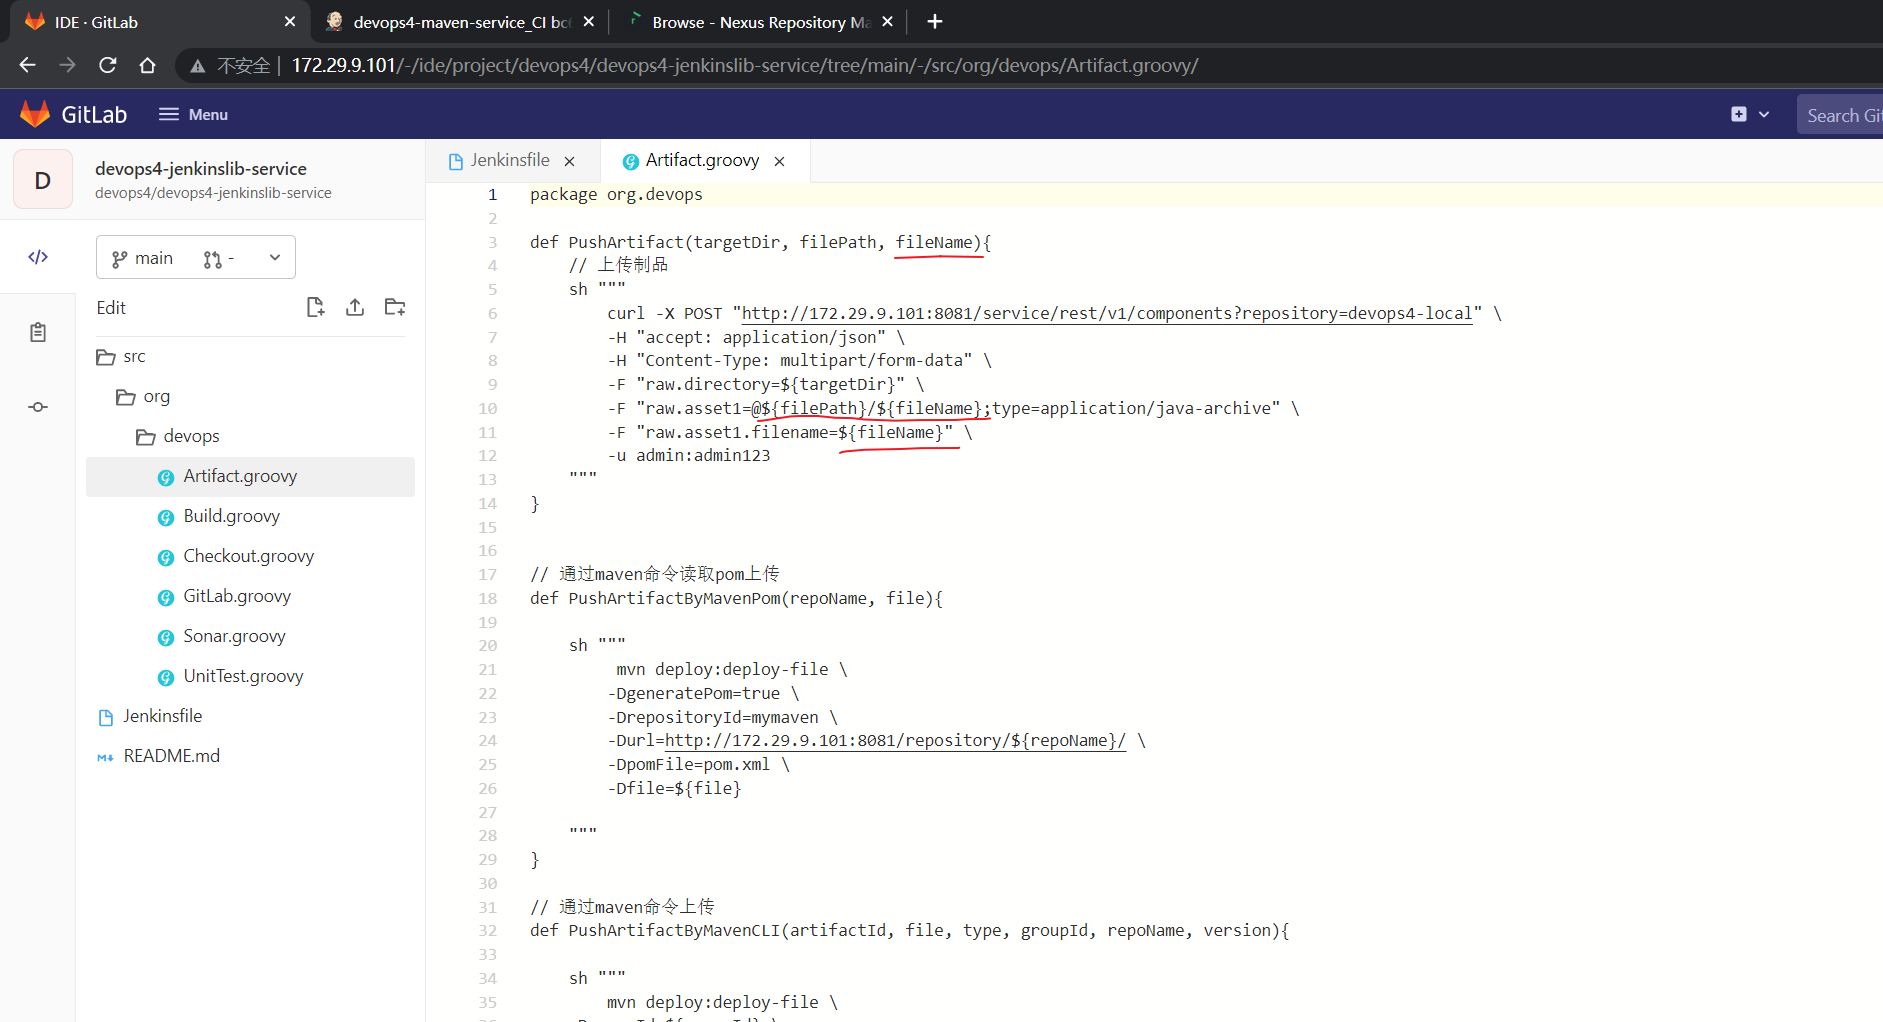 IDE · GitLab
devops4-maven-service_CI
Browse - Nexus Repository Ma
不安全 | 172.29.9.101/-/ide/project/devops4/devops4-jenkinslib-service/tree/main/-/src/org/devops/Artifact.groovy/
GitLab
Menu
Search Git
D
devops4-jenkinslib-service
devops4/devops4-jenkinslib-service
main
-
Edit
src
org
devops
Artifact.groovy
Build.groovy
Checkout.groovy
GitLab.groovy
Sonar.groovy
UnitTest.groovy
Jenkinsfile
README.md
Jenkinsfile
Artifact.groovy
1 package org.devops
2
3 def PushArtifact(targetDir, filePath, fileName){
4 // 上传制品
5 sh """
6 curl -X POST "http://172.29.9.101:8081/service/rest/v1/components?repository=devops4-local" \
7 -H "accept: application/json" \
8 -H "Content-Type: multipart/form-data" \
9 -F "raw.directory=${targetDir}" \
10 -F "raw.asset1=@${filePath}/${fileName};type=application/java-archive" \
11 -F "raw.asset1.filename=${fileName}" \
12 -u admin:admin123
13 """
14 }
15
16
17 // 通过maven命令读取pom上传
18 def PushArtifactByMavenPom(repoName, file){
19
20 sh """
21 mvn deploy:deploy-file \
22 -DgeneratePom=true \
23 -DrepositoryId=mymaven \
24 -Durl=http://172.29.9.101:8081/repository/${repoName}/ \
25 -DpomFile=pom.xml \
26 -Dfile=${file}
27
28 """
29 }
30
31 // 通过maven命令上传
32 def PushArtifactByMavenCLI(artifactId, file, type, groupId, repoName, version){
33
34 sh """
35 mvn deploy:deploy-file \